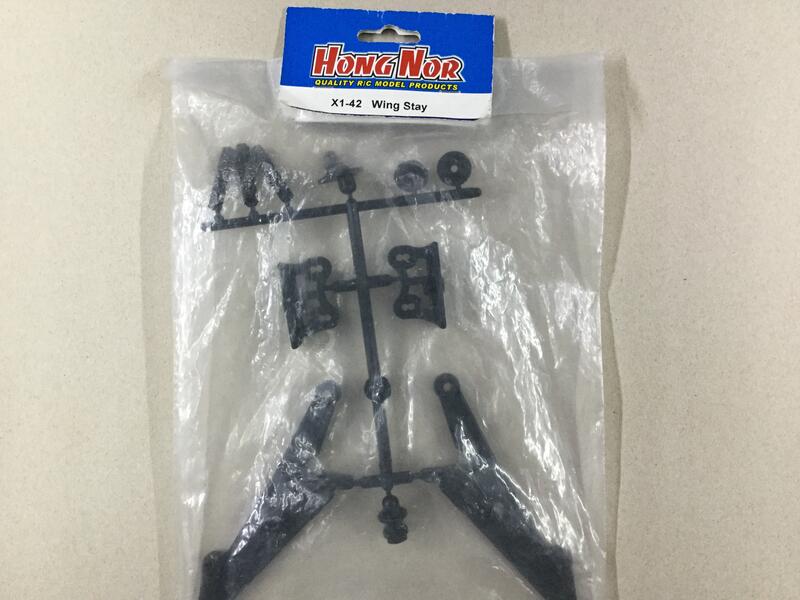 HONG NOR
QUALITY R/C MODEL PRODUCTS
X1-42 Wing Stay